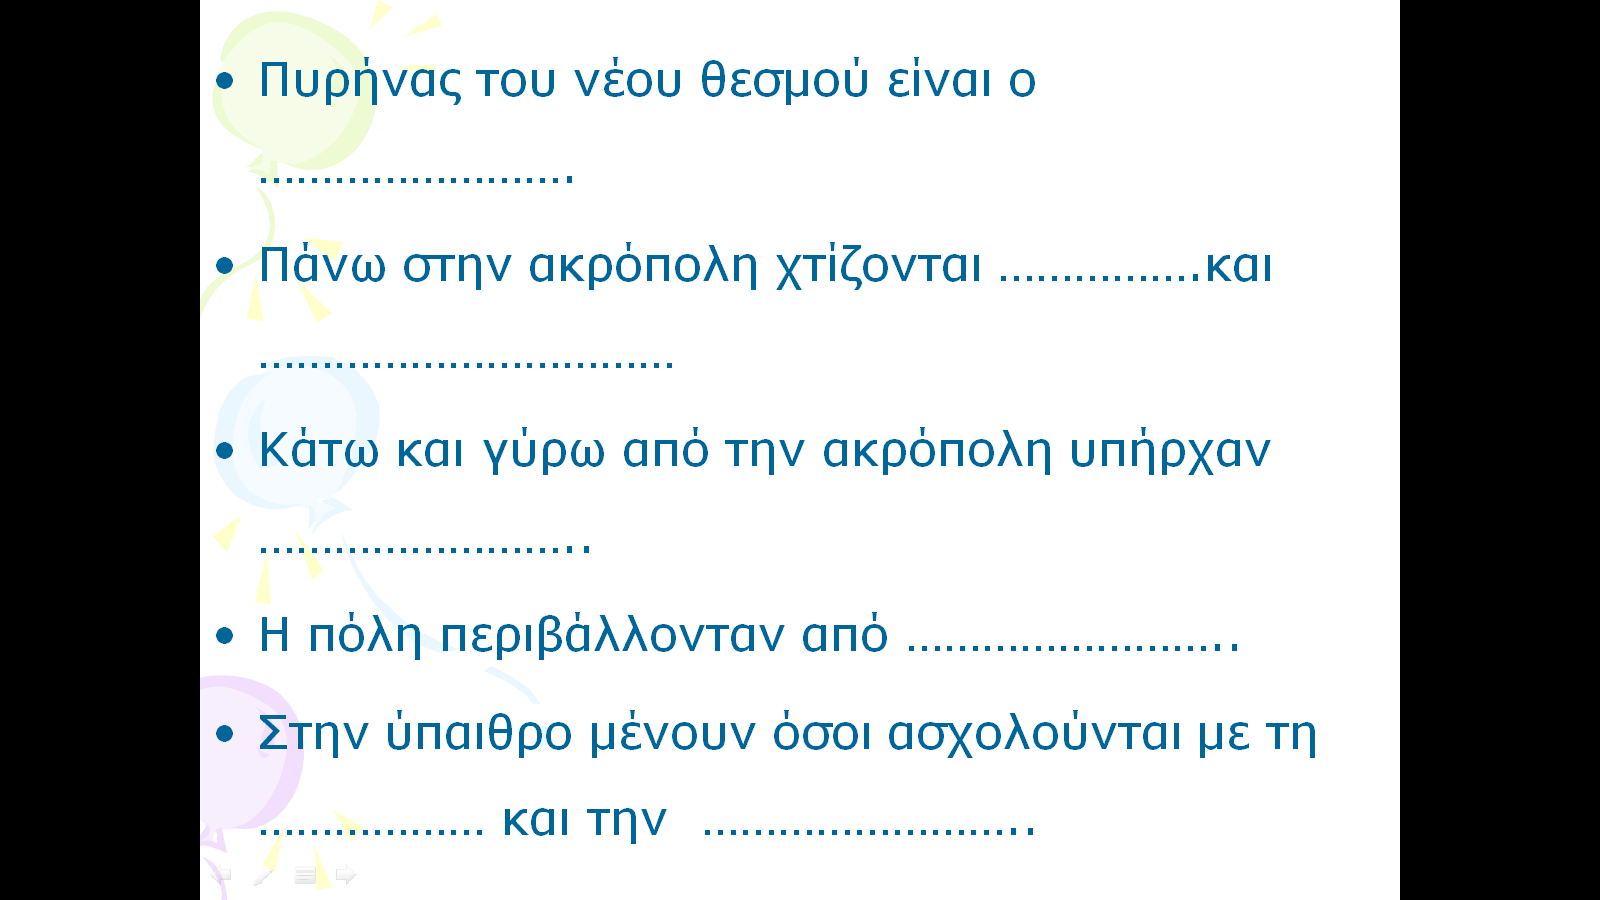 • Πυρήνας του νέου θεσμού είναι ο
…………………….
• Πάνω στην ακρόπολη χτίζονται …………….και
……………………………
• Κάτω και γύρω από την ακρόπολη υπήρχαν
……………………..
• Η πόλη περιβάλλονταν από ……………………..
• Στην ύπαιθρο μένουν όσοι ασχολούνται με τη
……………… και την ……………………..